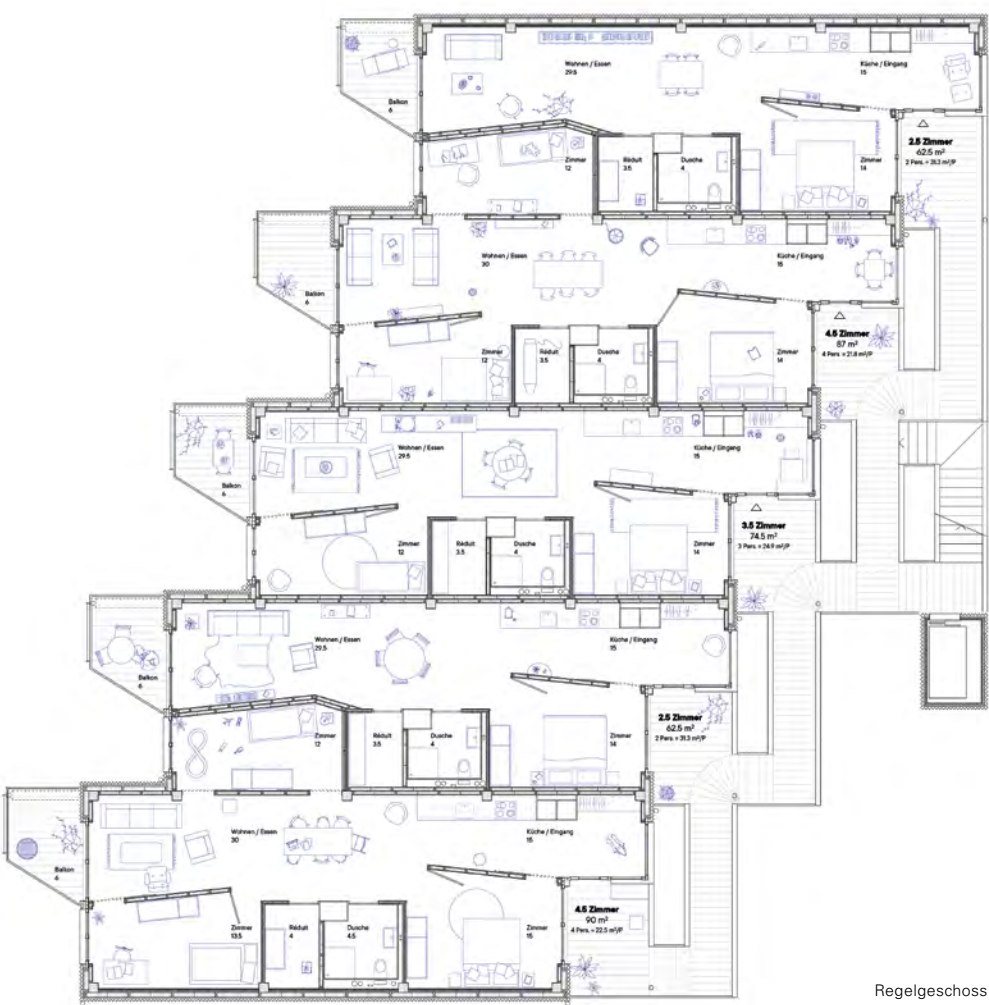 Wohnen / Essen
29.5
Küche / Eingang
15
Balkon
6
2.5 Zimmer
62.5 m²
2 Pers. = 31.3 m²/P
Zimmer
12
Réduit
3.5
Dusche
4
Zimmer
14
Wohnen / Essen
30
Küche / Eingang
15
Balkon
6
4.5 Zimmer
87 m²
4 Pers. = 21.8 m²/P
Zimmer
12
Réduit
3.5
Dusche
4
Zimmer
14
Wohnen / Essen
29.5
Küche / Eingang
15
Balkon
6
3.5 Zimmer
74.5 m²
3 Pers. = 24.9 m²/P
Zimmer
12
Réduit
3.5
Dusche
4
Zimmer
14
Wohnen / Essen
29.5
Küche / Eingang
15
Balkon
6
2.5 Zimmer
62.5 m²
2 Pers. = 31.3 m²/P
Zimmer
12
Réduit
3.5
Dusche
4
Zimmer
14
Wohnen / Essen
30
Küche / Eingang
15
Balkon
6
4.5 Zimmer
90 m²
4 Pers. = 22.5 m²/P
Zimmer
13.5
Réduit
4
Dusche
4.5
Zimmer
15
Regelgeschoss